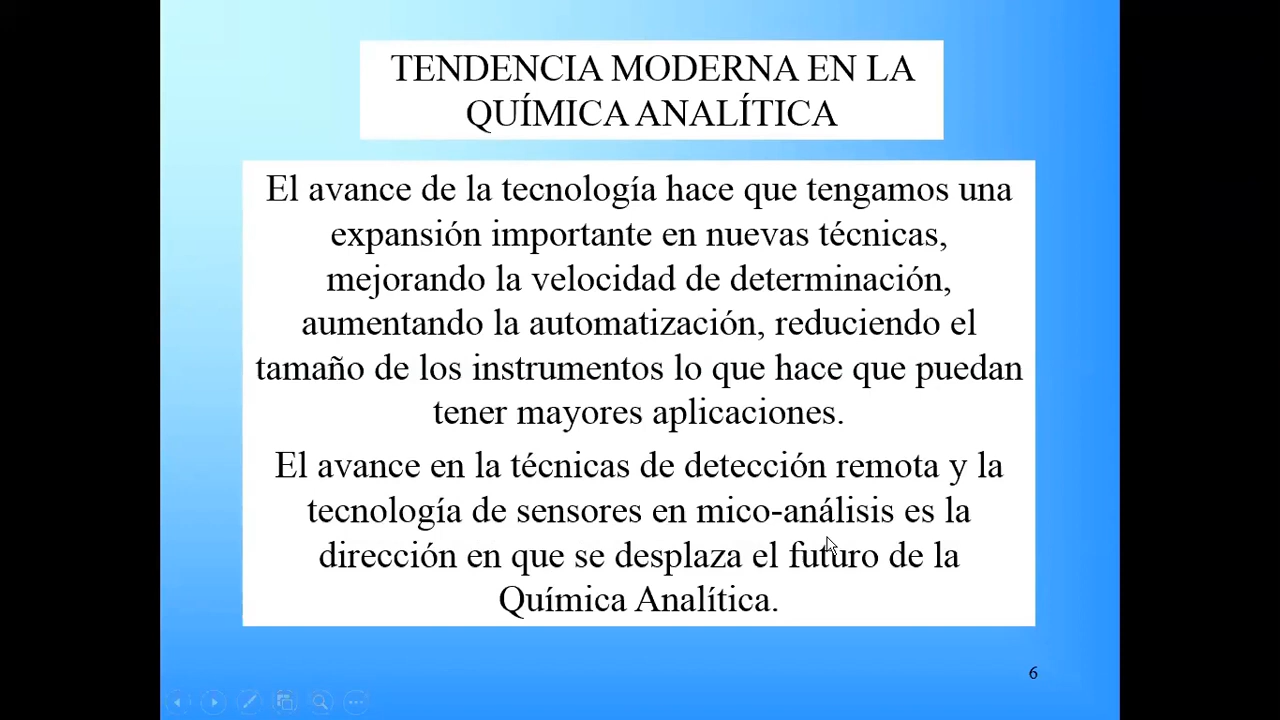 TENDENCIA MODERNA EN LA
QUÍMICA ANALÍTICA
El avance de la tecnología hace que tengamos una
expansión importante en nuevas técnicas,
mejorando la velocidad de determinación,
aumentando la automatización, reduciendo el
tamaño de los instrumentos lo que hace que puedan
tener mayores aplicaciones.
El avance en la técnicas de detección remota y la
tecnología de sensores en mico-análisis es la
dirección en que se desplaza el futuro de la
Química Analítica.
6